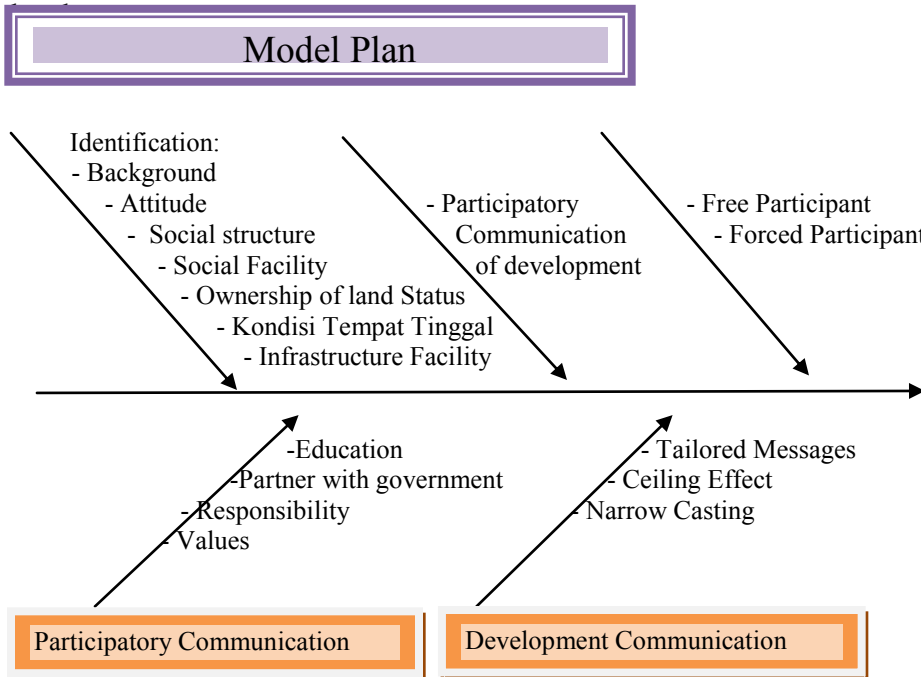 Model Plan
Identification:
- Background
- Attitude
- Social structure
- Social Facility
- Ownership of land Status
- Kondisi Tempat Tinggal
- Infrastructure Facility
- Participatory
Communication
of development
- Free Participant
- Forced Participant
-Education
-Partner with government
- Responsibility
- Values
- Tailored Messages
- Ceiling Effect
- Narrow Casting
Participatory Communication
Development Communication